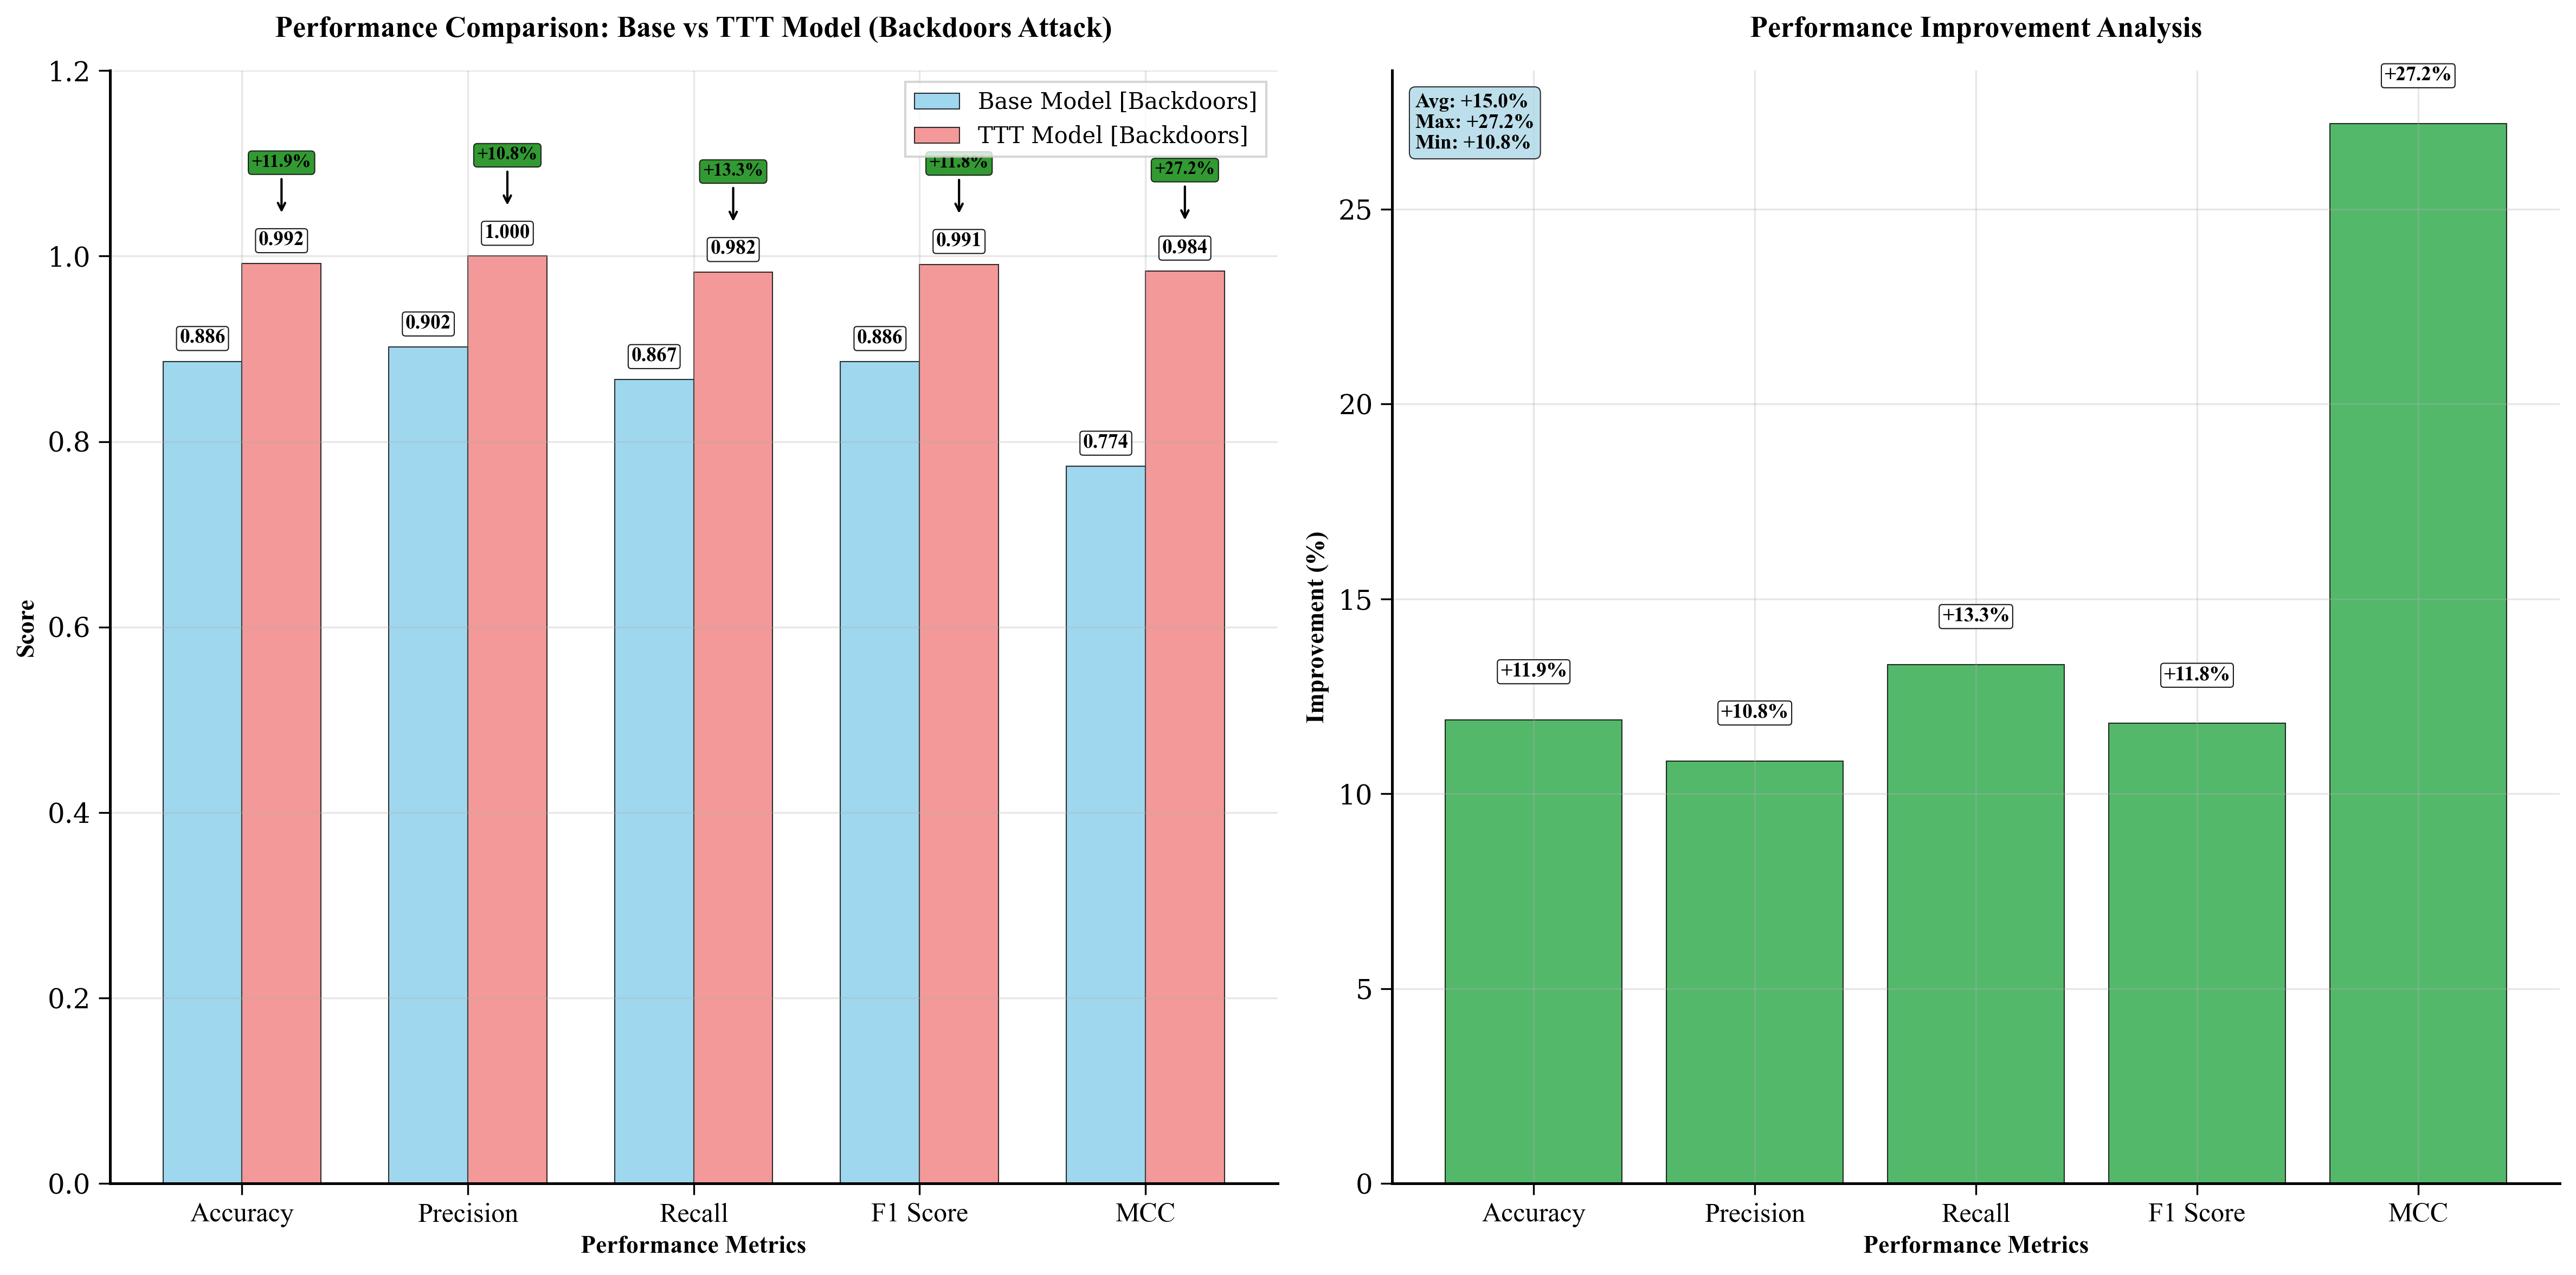 Performance Comparison: Base vs TTT Model (Backdoors Attack)
1.2
1.0
0.8
0.6
0.4
0.2
0.0
Score
Base Model [Backdoors]
TTT Model [Backdoors]
+11.9%
+10.8%
+13.3%
+11.8%
+27.2%
0.992
1.000
0.982
0.991
0.984
0.886
0.902
0.867
0.886
0.774
Accuracy
Precision
Recall
F1 Score
MCC
Performance Metrics
Performance Improvement Analysis
Avg: +15.0%
Max: +27.2%
Min: +10.8%
25
20
15
10
5
0
Improvement (%)
+11.9%
+10.8%
+13.3%
+11.8%
+27.2%
Accuracy
Precision
Recall
F1 Score
MCC
Performance Metrics